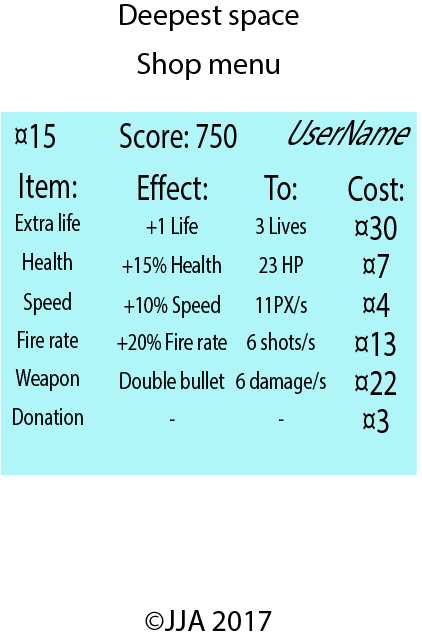 Deepest space
Shop menu
¤15 Score: 750 UserName
Item: Effect: To: Cost:
Extra life +1 Life 3 Lives ¤30
Health +15% Health 23 HP ¤7
Speed +10% Speed 11PX/s ¤4
Fire rate +20% Fire rate 6 shots/s ¤13
Weapon Double bullet 6 damage/s ¤22
Donation - - ¤3
©JJA 2017